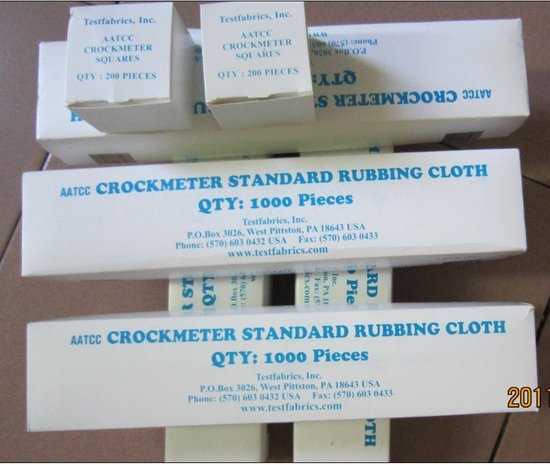 Testfabrics, Inc.
AATCC
CROCKMETER
SQUARES
QTY : 200 PIECES
Testfabrics, Inc.
AATCC
CROCKMETER
SQUARES
QTY : 200 PIECES
AATCC CROCKMETER
QTY:
P.O.Box 3026,
Phone: (570) 603
www
AATCC CROCKMETER STANDARD RUBBING CLOTH
QTY: 1000 Pieces
Testfabrics, Inc.
P.O.Box 3026, West Pittston, PA 18643 USA
Phone: (570) 603 0432 USA Fax: (570) 603 0433
www.Testfabrics.com
AATCC CROCKMETER STANDARD RUBBING CLOTH
QTY: 1000 Pieces
Testfabrics, Inc.
P.O.Box 3026, West Pittston, PA 18643 USA
Phone: (570) 603 0432 USA Fax: (570) 603 0433
www.Testfabrics.com
2011